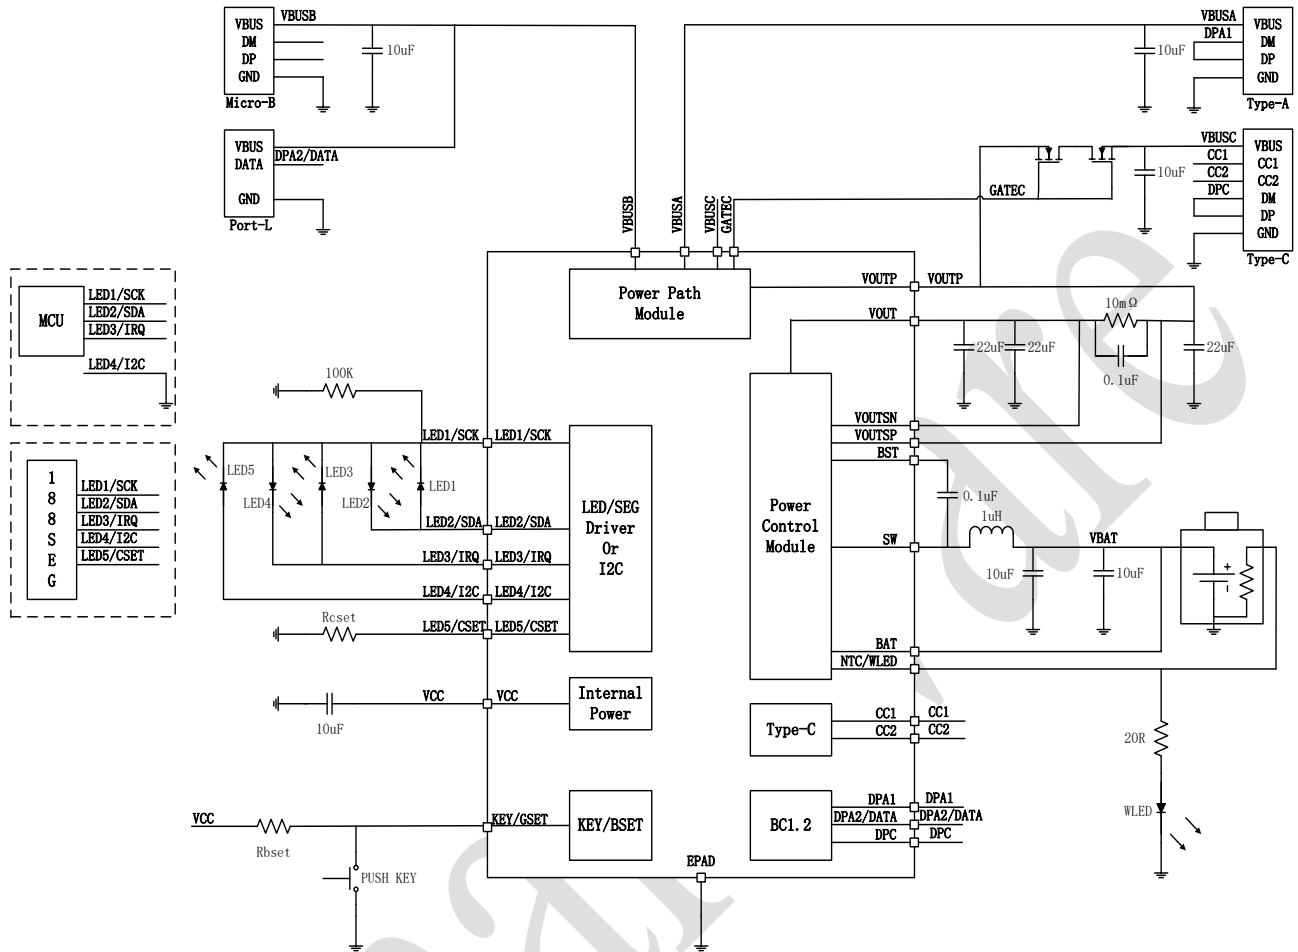 VBUS
DM
DP
GND
Micro-B
VBUSB
10uF
VBUS
DATA
GND
Port-L
DPA2/DATA
VBUSA
DPA1
VBUS
DM
DP
GND
Type-A
10uF
VBUSC
CC1
CC2
DPC
VBUS
CC1
CC2
DM
DP
GND
Type-C
10uF
GATEC
VBUSB
VBUSA
VBUSC
GATEC
Power Path
Module
VOUTP
VOUTP
VOUT
10mΩ
22uF
22uF
0.1uF
22uF
MCU
LED1/SCK
LED2/SDA
LED3/IRQ
LED4/I2C
1
8
8
S
E
G
LED1/SCK
LED2/SDA
LED3/IRQ
LED4/I2C
LED5/CSET
100K
LED5
LED4
LED3
LED2
LED1
LED1/SCK
LED1/SCK
LED2/SDA
LED2/SDA
LED3/IRQ
LED3/IRQ
LED4/I2C
LED4/I2C
Rcset
LED5/CSET
LED5/CSET
LED/SEG
Driver
Or
I2C
Power
Control
Module
VOUTSN
VOUTSP
BST
0.1uF
1uH
SW
VBAT
10uF
10uF
+
BAT
NTC/WLED
20R
WLED
10uF
VCC
VCC
Internal
Power
Type-C
CC1
CC1
CC2
CC2
VCC
Rbset
PUSH KEY
KEY/GSET
KEY/BSET
BC1.2
DPA1
DPA1
DPA2/DATA
DPA2/DATA
DPC
DPC
EPAD